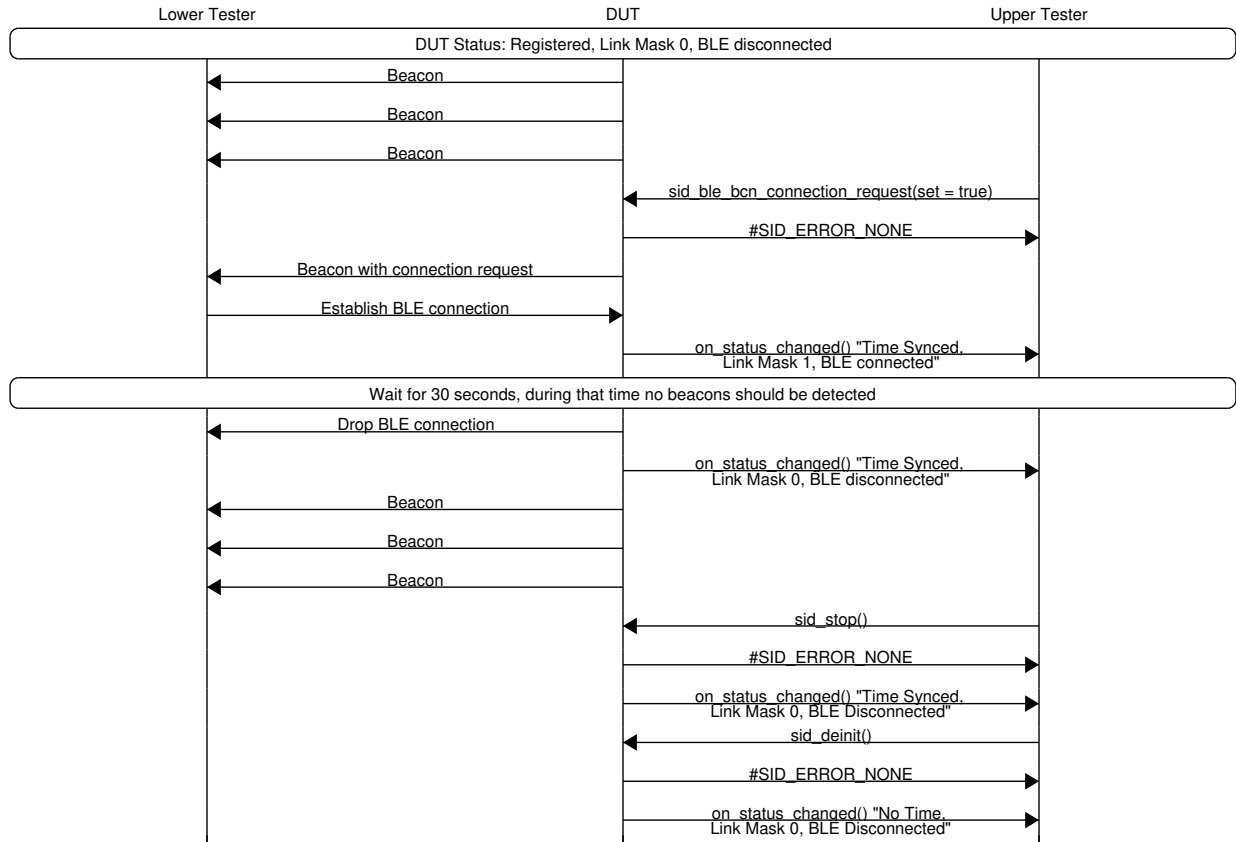 Lower Tester
DUT
Upper Tester
DUT Status: Registered, Link Mask 0, BLE disconnected
Beacon
Beacon
Beacon
sid_ble_bcn_connection_request(set = true)
#SID_ERROR_NONE
Beacon with connection request
Establish BLE connection
on_status_changed() "Time Synced,
Link Mask 1, BLE connected"
Wait for 30 seconds, during that time no beacons should be detected
Drop BLE connection
on_status_changed() "Time Synced,
Link Mask 0, BLE disconnected"
Beacon
Beacon
Beacon
sid_stop()
#SID_ERROR_NONE
on_status_changed() "Time Synced,
Link Mask 0, BLE Disconnected"
sid_deinit()
#SID_ERROR_NONE
on_status_changed() "No Time,
Link Mask 0, BLE Disconnected"